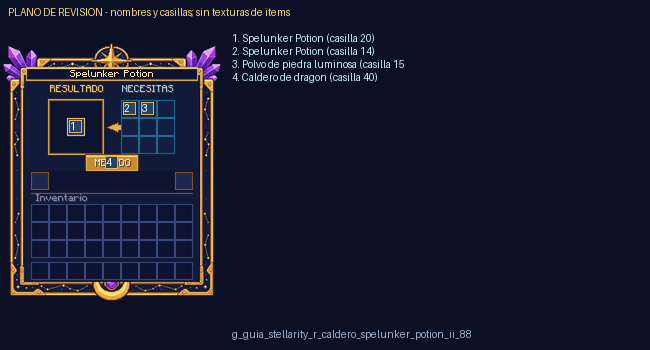 PLANO DE REVISION - nombres y casillas; sin texturas de items
1. Spelunker Potion (casilla 20)
2. Spelunker Potion (casilla 14)
3. Polvo de piedra luminosa (casilla 15
4. Caldero de dragon (casilla 40)
Spelunker Potion
RESULTADO NECESITAS
2 3
1
4
Inventario
g_guia_stellarity_r_caldero_spelunker_potion_ii_88